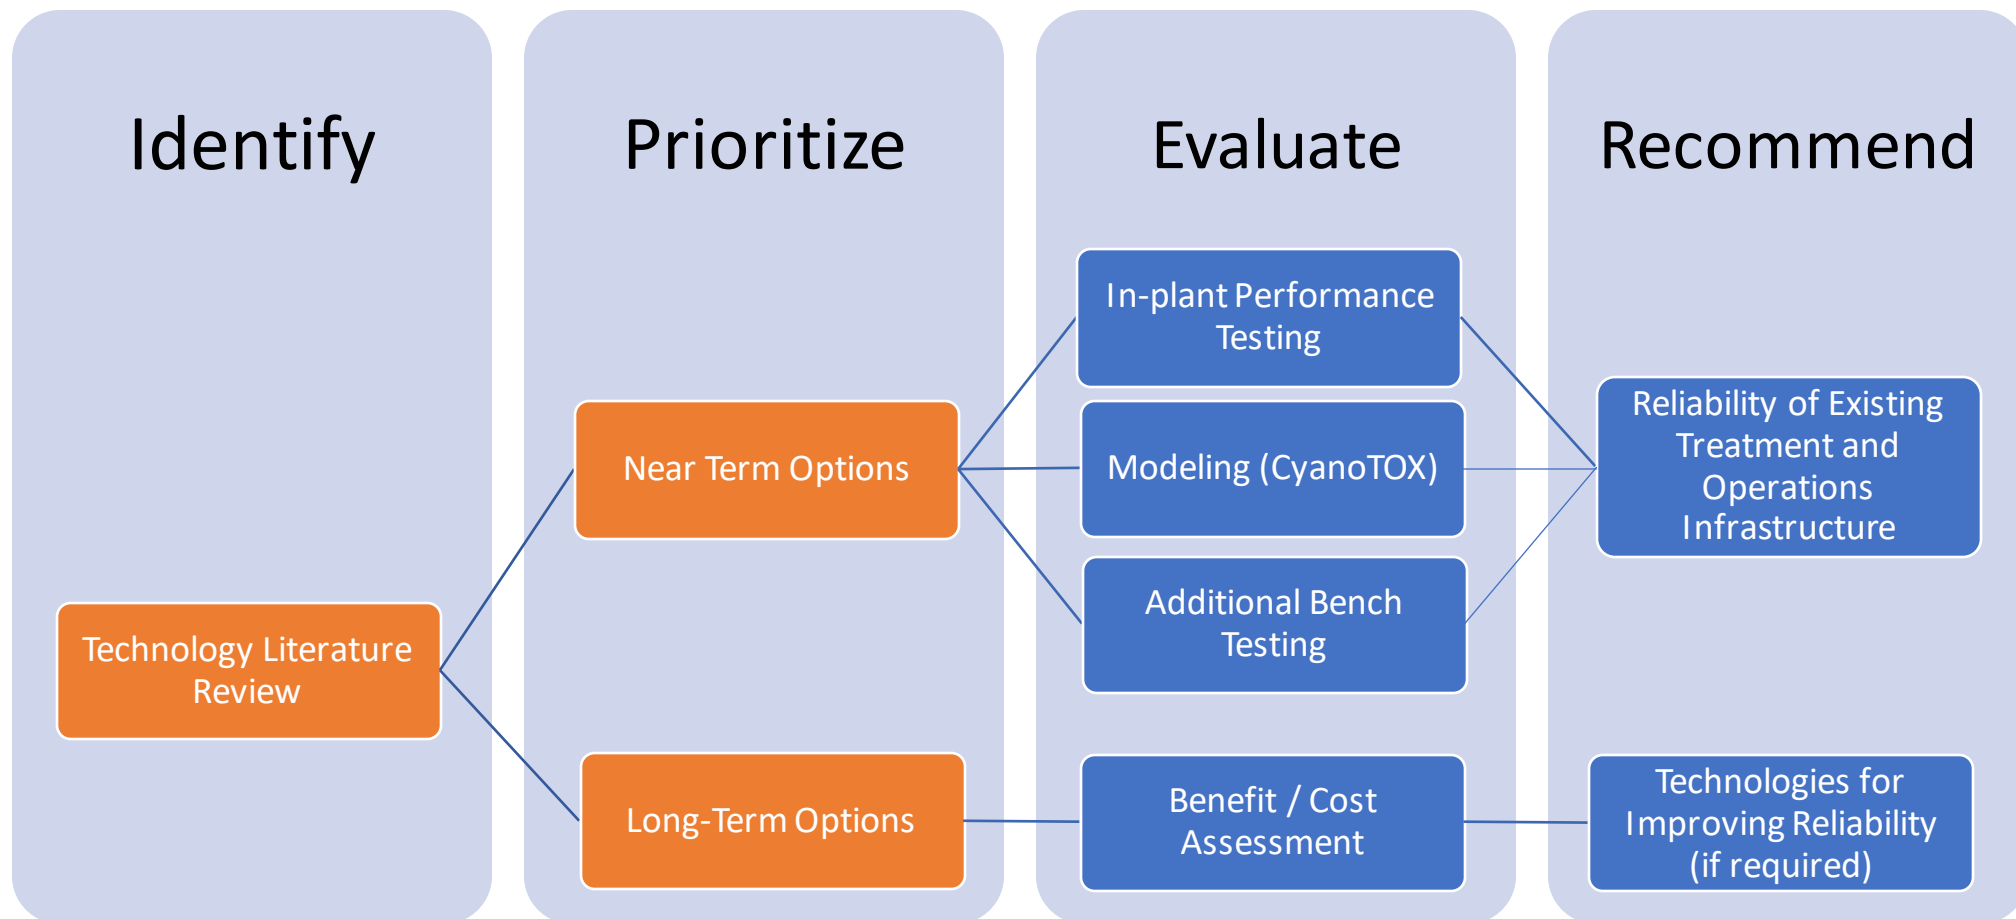 Identify
Prioritize
Evaluate
Recommend
Technology Literature
Review
Near Term Options
Long-Term Options
In-plant Performance
Testing
Modeling (CyanoTOX)
Additional Bench
Testing
Benefit / Cost
Assessment
Reliability of Existing
Treatment and
Operations
Infrastructure
Technologies for
Improving Reliability
(if required)